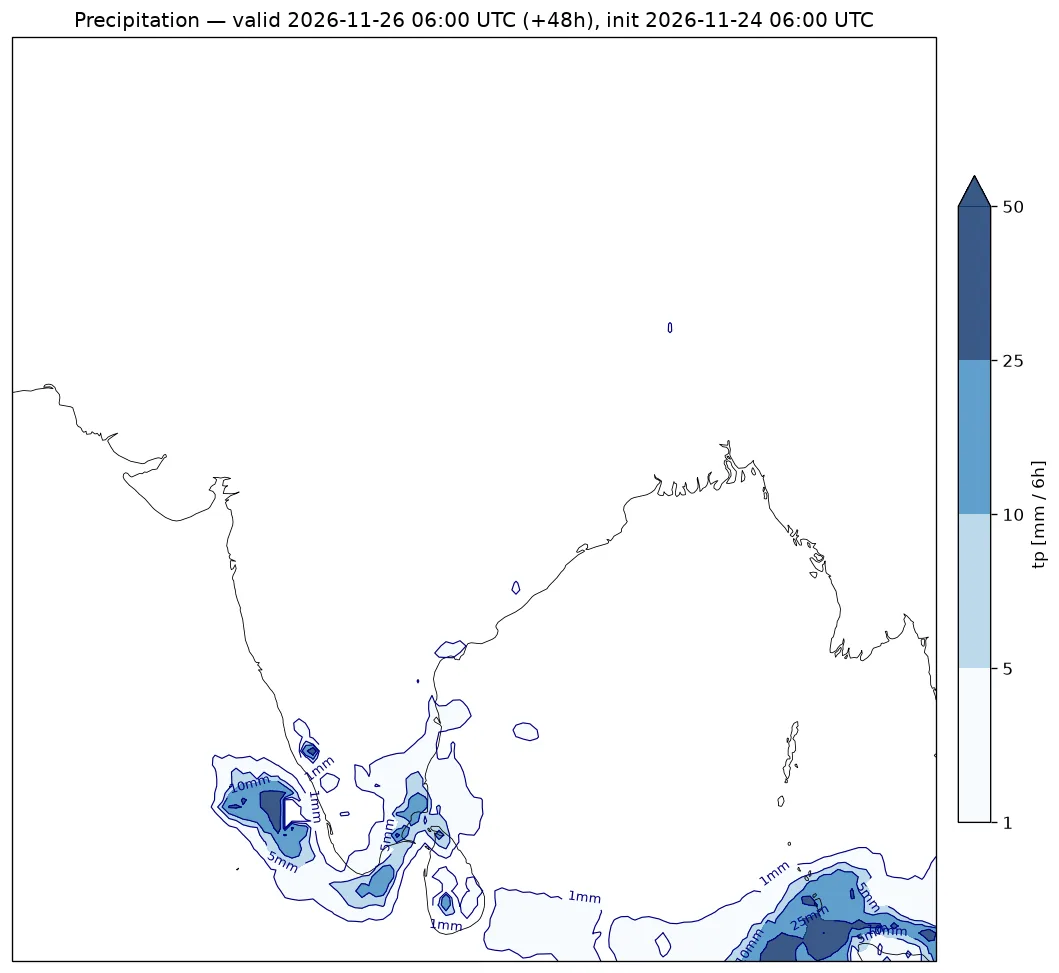 Precipitation — valid 2026-11-26 06:00 UTC (+48h), init 2026-11-24 06:00 UTC
50
25
10
5
1
tp [mm / 6h]
1mm
10mm
1mm
5mm
5mm
1mm
1mm
1mm
5mm
25mm
10mm
5mm